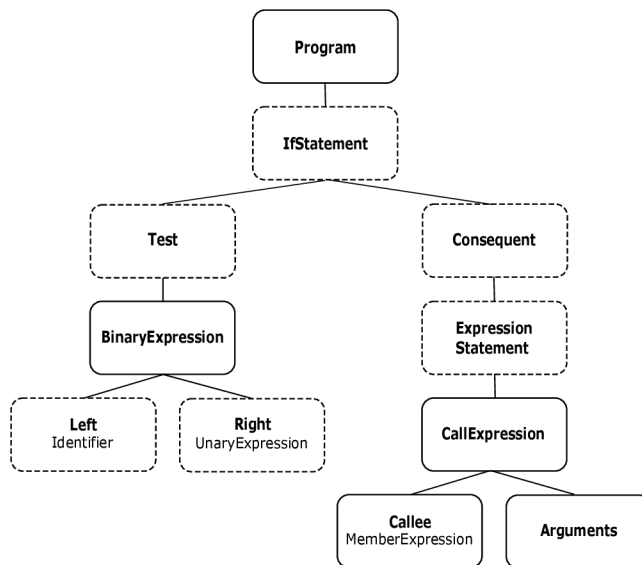 Program
IfStatement
Test
Consequent
BinaryExpression
Expression
Statement
Left
Identifier
Right
UnaryExpression
CallExpression
Callee
MemberExpression
Arguments